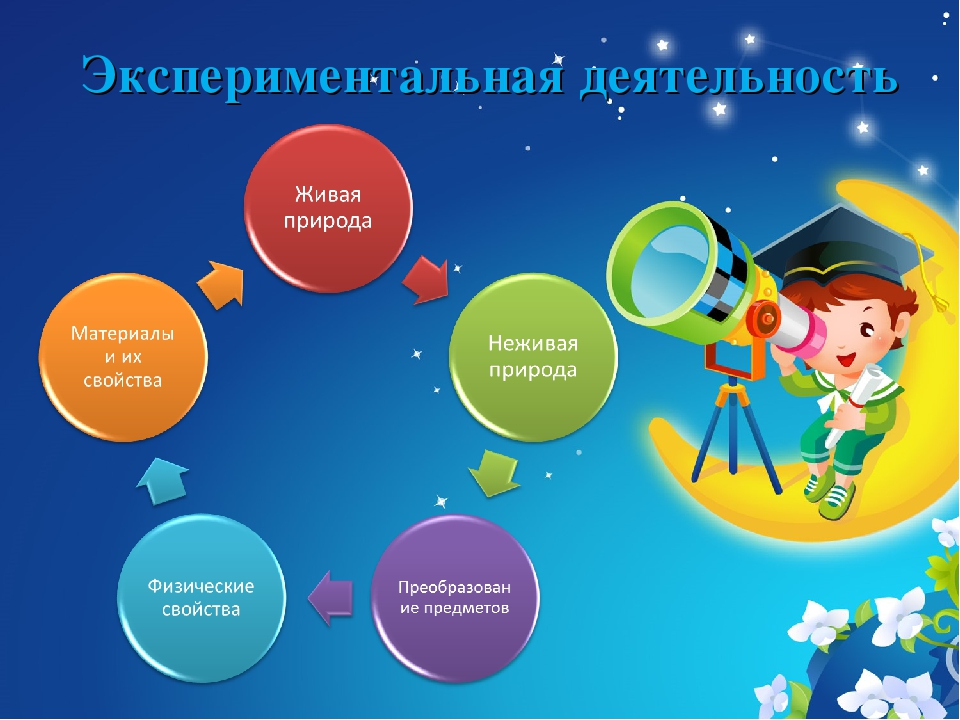 Экспериментальная деятельность
Живая
природа
Неживая
природа
Преобразован
ие предметов
Физические
свойства
Материалы
и их
свойства